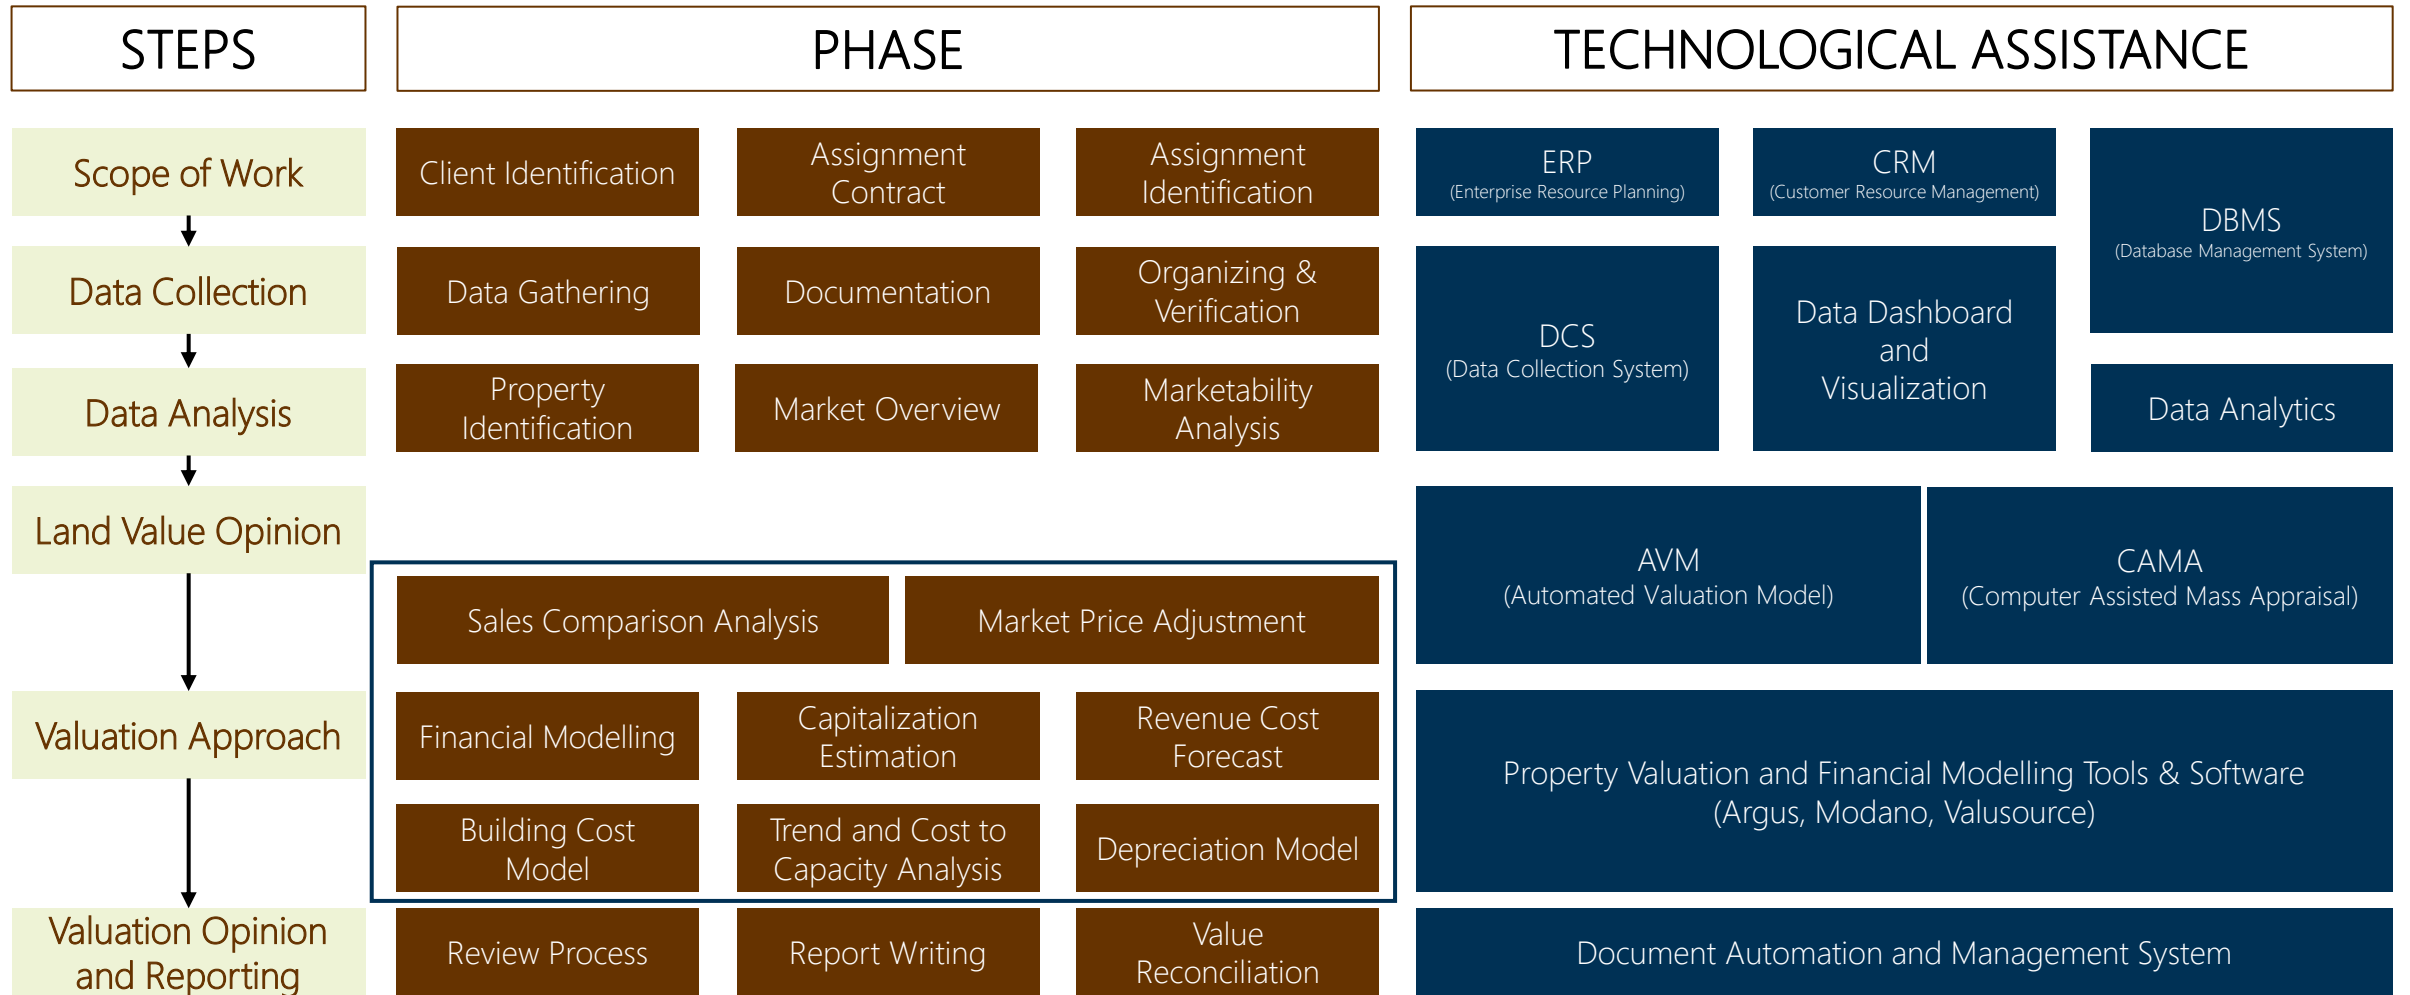 STEPS
PHASE
TECHNOLOGICAL ASSISTANCE
Scope of Work
Client Identification
Assignment
Contract
Assignment
Identification
ERP
(Enterprise Resource Planning)
CRM
(Customer Resource Management)
DBMS
(Database Management System)
Data Collection
Data Gathering
Documentation
Organizing &
Verification
DCS
(Data Collection System)
Data Dashboard
and
Visualization
Data Analysis
Property
Identification
Market Overview
Marketability
Analysis
Data Analytics
Land Value Opinion
AVM
(Automated Valuation Model)
CAMA
(Computer Assisted Mass Appraisal)
Sales Comparison Analysis
Market Price Adjustment
Valuation Approach
Financial Modelling
Capitalization
Estimation
Revenue Cost
Forecast
Property Valuation and Financial Modelling Tools & Software
(Argus, Modano, Valusource)
Building Cost
Model
Trend and Cost to
Capacity Analysis
Depreciation Model
Valuation Opinion
and Reporting
Review Process
Report Writing
Value
Reconciliation
Document Automation and Management System